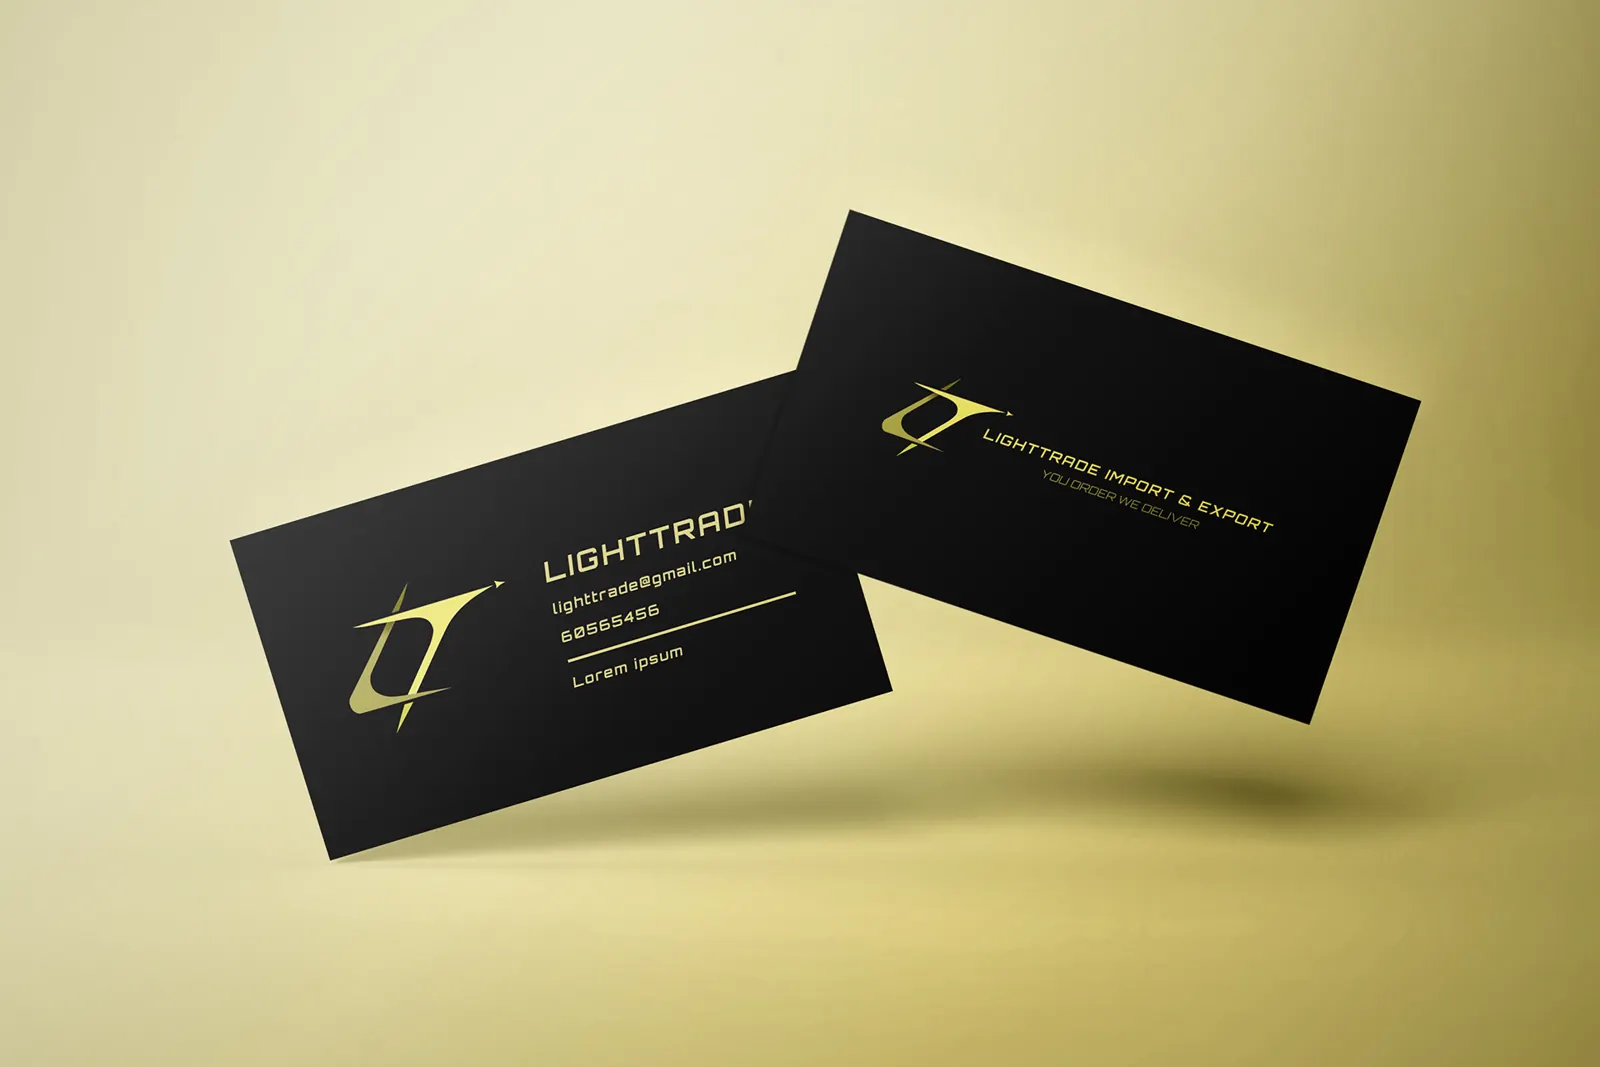 LIGHTTRAD
lighttrade@gmail.com
60565456
Lorem ipsum
LIGHTTRADE IMPORT & EXPORT
YOU ORDER WE DELIVER